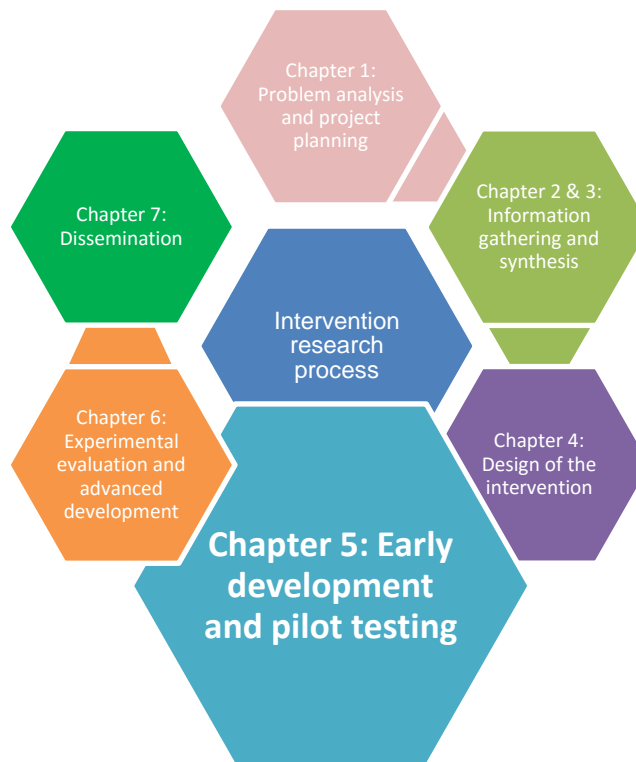 Chapter 1:
Problem analysis
and project
planning
Chapter 2 & 3:
Information
gathering and
synthesis
Chapter 7:
Dissemination
Intervention
research
process
Chapter 4:
Design of the
intervention
Chapter 6:
Experimental
evaluation and
advanced
development
Chapter 5: Early
development
and pilot testing